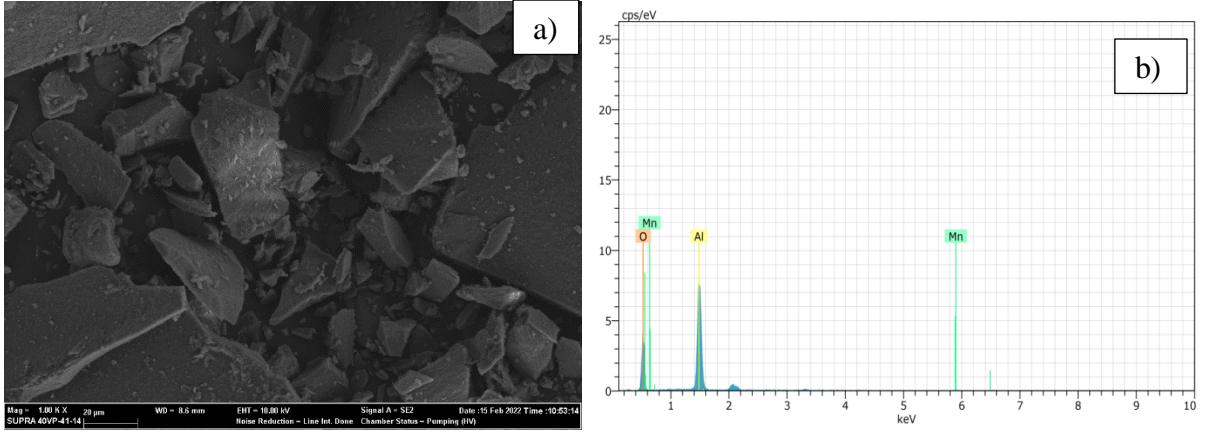 a)
Mag = 1.00 K X
20 µm
WD = 8.6 mm
EHT = 10.00 kV
Signal A = SE2
Date :15 Feb 2022 Time :10:53:14
SUPRA 40VP-41-14
Noise Reduction - Line Int. Done
Chamber Status - Pumping (HV)
b)
cps/eV
25
20
15
10
5
0
Mn
O
Al
Mn
1 2 3 4 5 6 7 8 9 10
keV